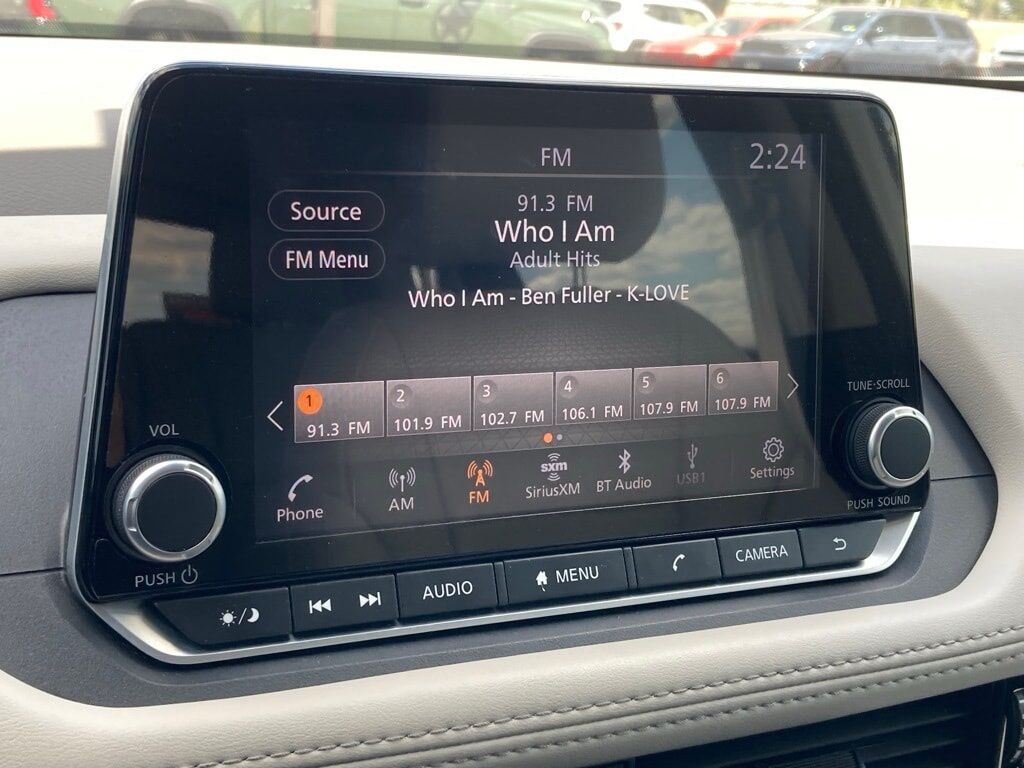 FM
2:24
Source
FM Menu
91.3 FM
Who I Am
Adult Hits
Who I Am - Ben Fuller - K-LOVE
1
91.3 FM
2
101.9 FM
3
102.7 FM
4
106.1 FM
5
107.9 FM
6
107.9 FM
Phone
AM
FM
sxm
SiriusXM
BT Audio
USB1
Settings
VOL
PUSH
TUNE·SCROLL
PUSH SOUND
AUDIO
MENU
CAMERA